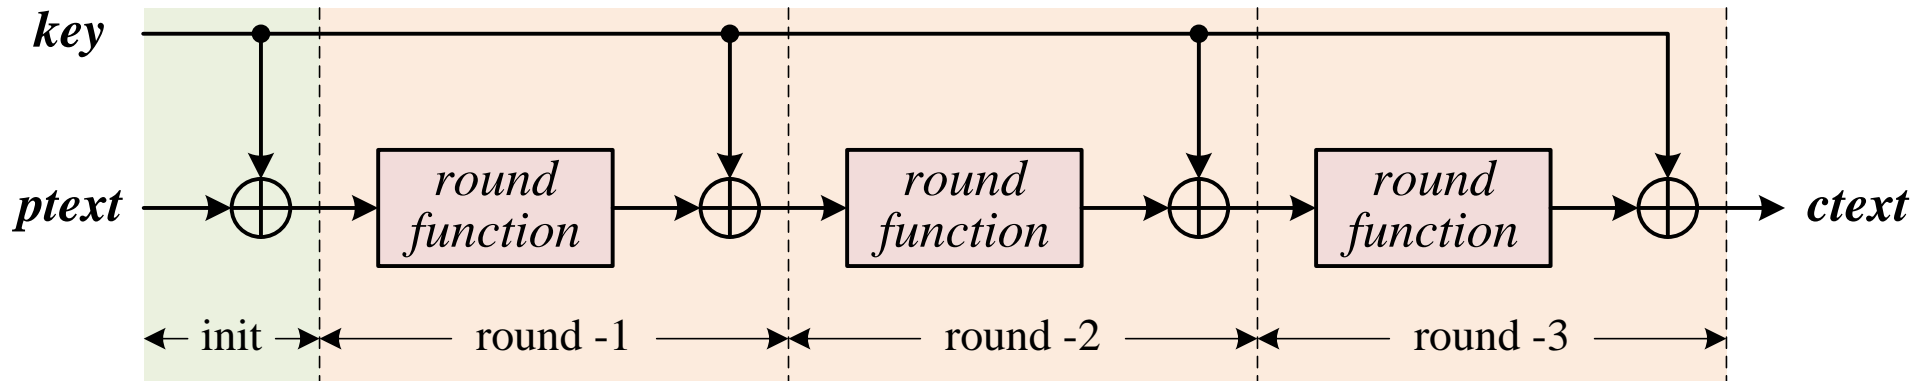 key
ptext
round
function
round
function
round
function
ctext
init
round -1
round -2
round -3